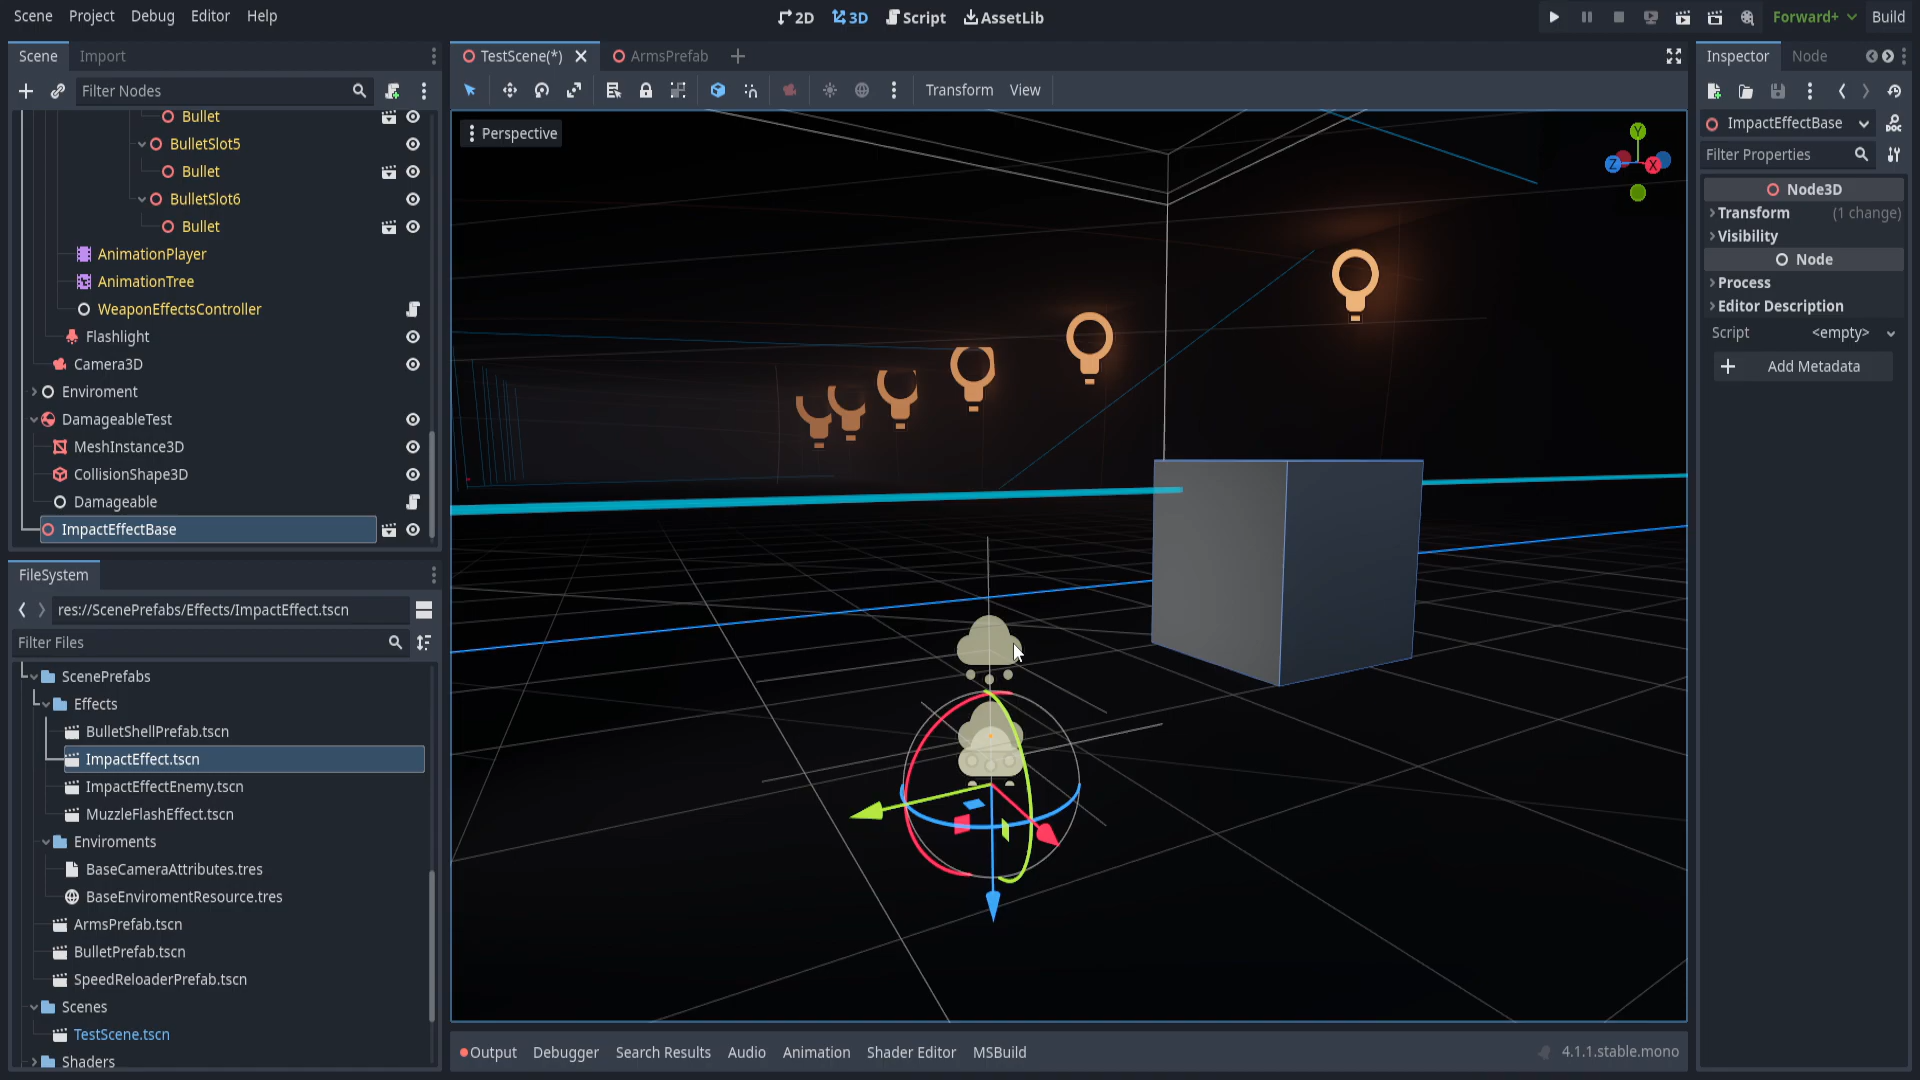 Scene Project Debug Editor Help
2D 3D Script AssetLib
Forward+ Build
Scene Import
Filter Nodes
Bullet
BulletSlot5
Bullet
BulletSlot6
Bullet
AnimationPlayer
AnimationTree
WeaponEffectsController
Flashlight
Camera3D
Enviroment
DamageableTest
MeshInstance3D
CollisionShape3D
Damageable
ImpactEffectBase
FileSystem
res://ScenePrefabs/Effects/ImpactEffect.tscn
Filter Files
ScenePrefabs
Effects
BulletShellPrefab.tscn
ImpactEffect.tscn
ImpactEffectEnemy.tscn
MuzzleFlashEffect.tscn
Enviroments
BaseCameraAttributes.tres
BaseEnviromentResource.tres
ArmsPrefab.tscn
BulletPrefab.tscn
SpeedReloaderPrefab.tscn
Scenes
TestScene.tscn
Shaders
TestScene(*) ArmsPrefab
Transform View
Perspective
Y
Z
X
Output Debugger Search Results Audio Animation Shader Editor MSBuild
4.1.1.stable.mono
Inspector Node
ImpactEffectBase
DOC
Filter Properties
Node3D
Transform (1 change)
Visibility
Node
Process
Editor Description
Script <empty>
Add Metadata